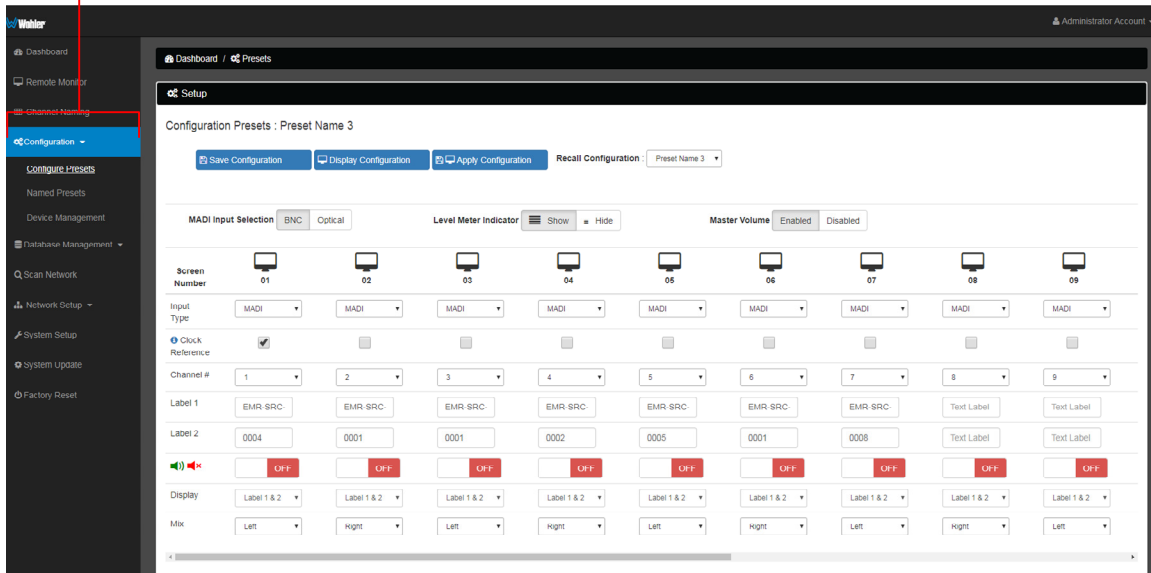 Wohler
Administrator Account
Dashboard
Remote Monitor
Channel Naming
Configuration
Configure Presets
Named Presets
Device Management
Database Management
Scan Network
Network Setup
System Setup
System Update
Factory Reset
Dashboard / Presets
Setup
Configuration Presets : Preset Name 3
Save Configuration Display Configuration Apply Configuration Recall Configuration : Preset Name 3
MADI Input Selection BNC Optical Level Meter Indicator Show Hide Master Volume Enabled Disabled
Screen Number 01 02 03 04 05 06 07 08 09
Input Type MADI MADI MADI MADI MADI MADI MADI MADI MADI
Clock Reference
Channel # 1 2 3 4 5 6 7 8 9
Label 1 EMR-SRC- EMR-SRC- EMR-SRC- EMR-SRC- EMR-SRC- EMR-SRC- EMR-SRC- Text Label Text Label
Label 2 0004 0001 0001 0002 0005 0001 0008 Text Label Text Label
OFF OFF OFF OFF OFF OFF OFF OFF OFF
Display Label 1 & 2 Label 1 & 2 Label 1 & 2 Label 1 & 2 Label 1 & 2 Label 1 & 2 Label 1 & 2 Label 1 & 2 Label 1 & 2
Mix Left Right Left Right Left Right Left Right Left